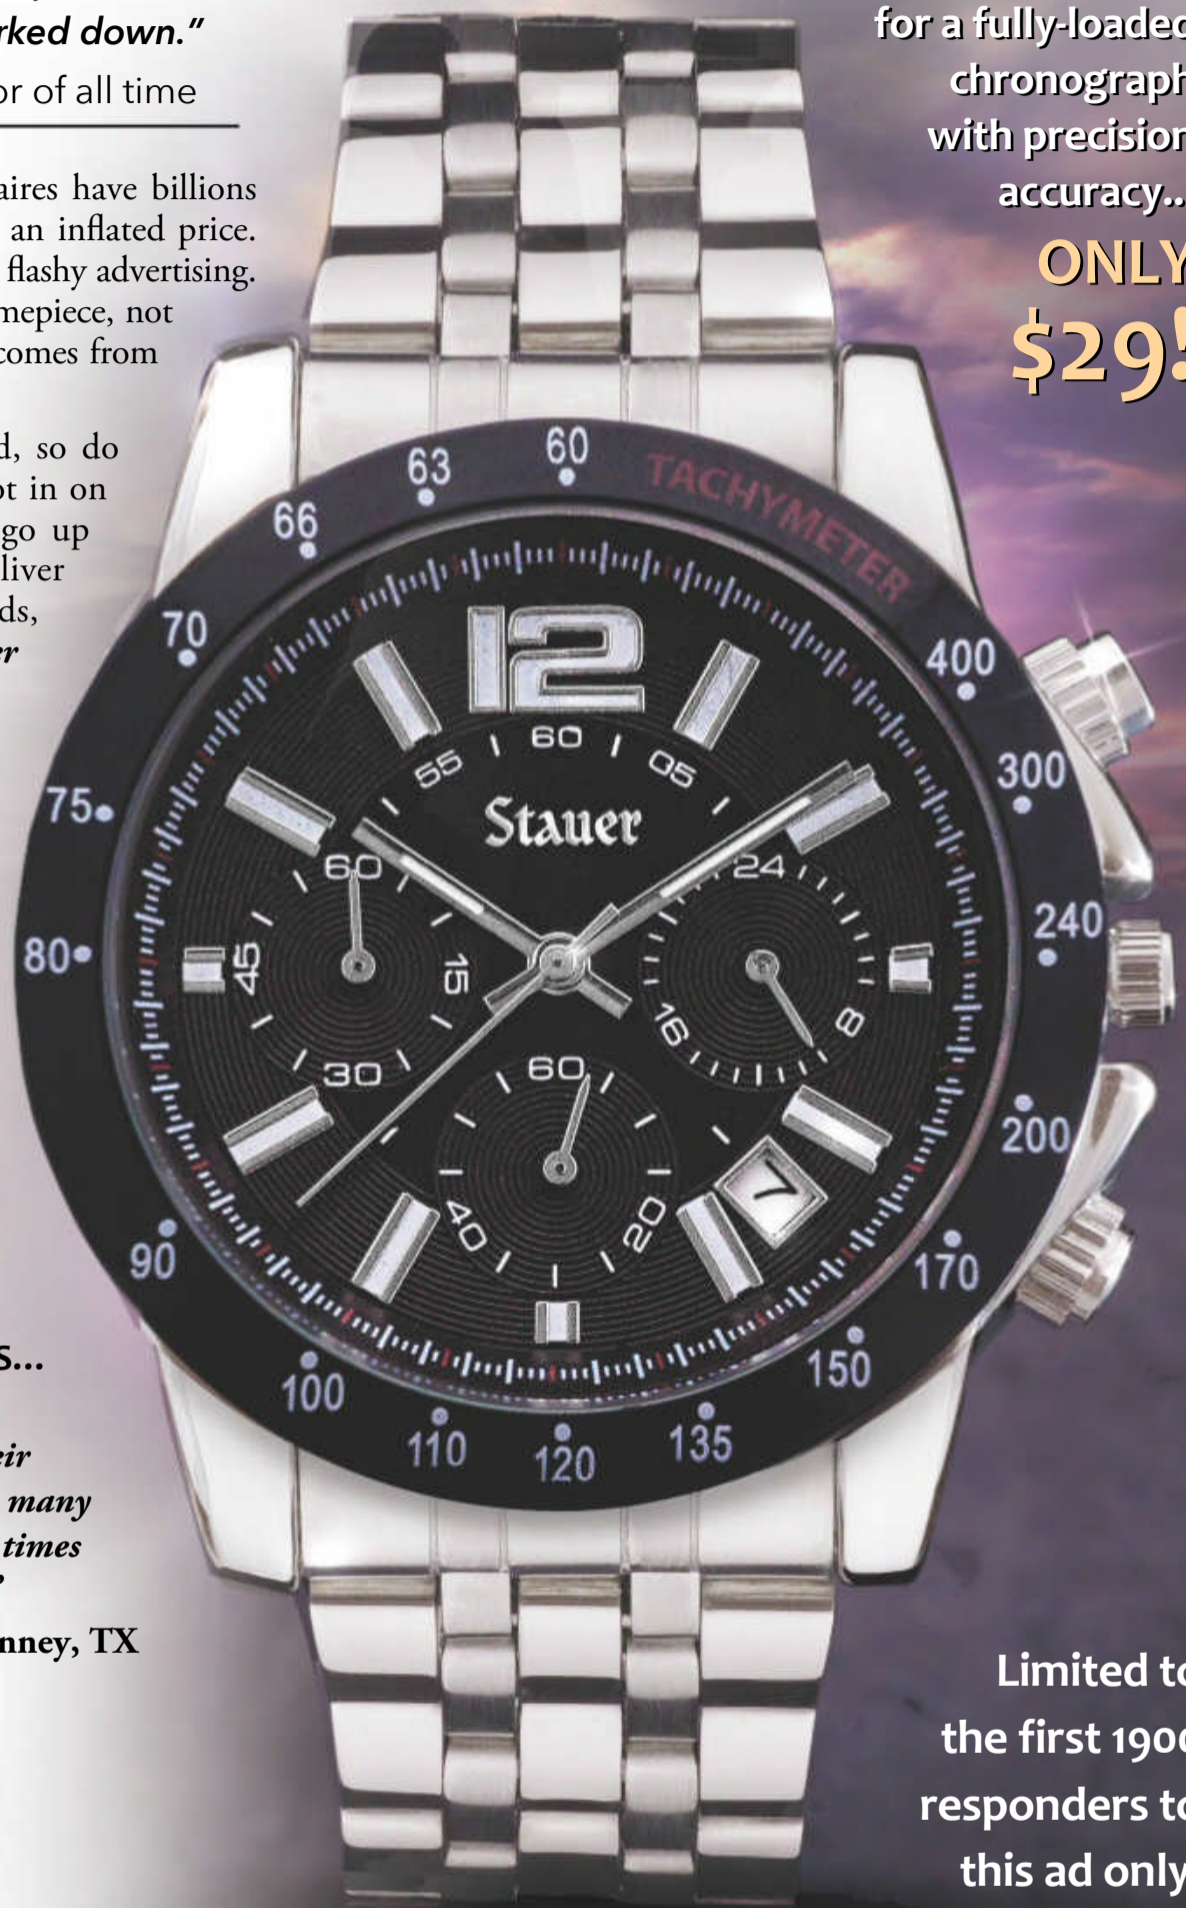 rked down."
or of all time
aires have billions
an inflated price.
flashy advertising.
mepiece, not
comes from
d, so do
ot in on
go up
liver
ds,
er
s...
eir
many
times
nney, TX
for a fully-loaded
chronograph
with precision
accuracy...
ONLY
$29!
60
TACHYMETER
400
300
240
200
170
150
135
120
110
100
90
80
75
70
66
63
12
60
05
55
Stauer
60
15
30
45
24
8
16
60
20
40
7
Limited to
the first 1900
responders to
this ad only